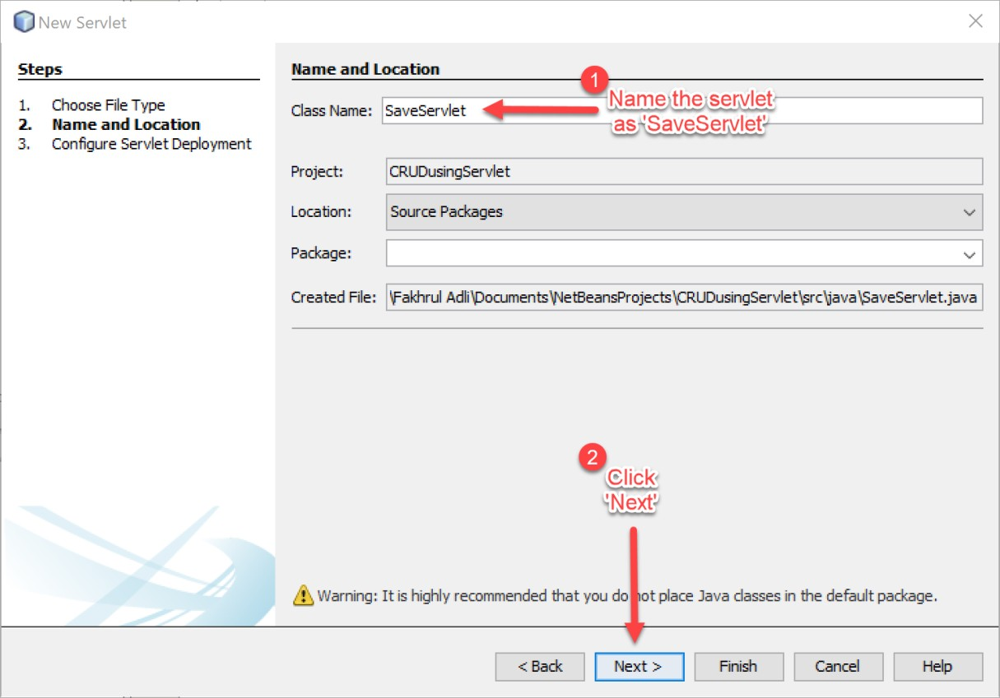 New Servlet
Steps
1. Choose File Type
2. Name and Location
3. Configure Servlet Deployment
Name and Location
Class Name: SaveServlet
1
Name the servlet
as 'SaveServlet'
Project: CRUDusingServlet
Location: Source Packages
Package:
Created File: \Fakhrul Adli\Documents\NetBeansProjects\CRUDusingServlet\src\java\SaveServlet.java
2
Click
'Next'
Warning: It is highly recommended that you do not place Java classes in the default package.
< Back Next > Finish Cancel Help